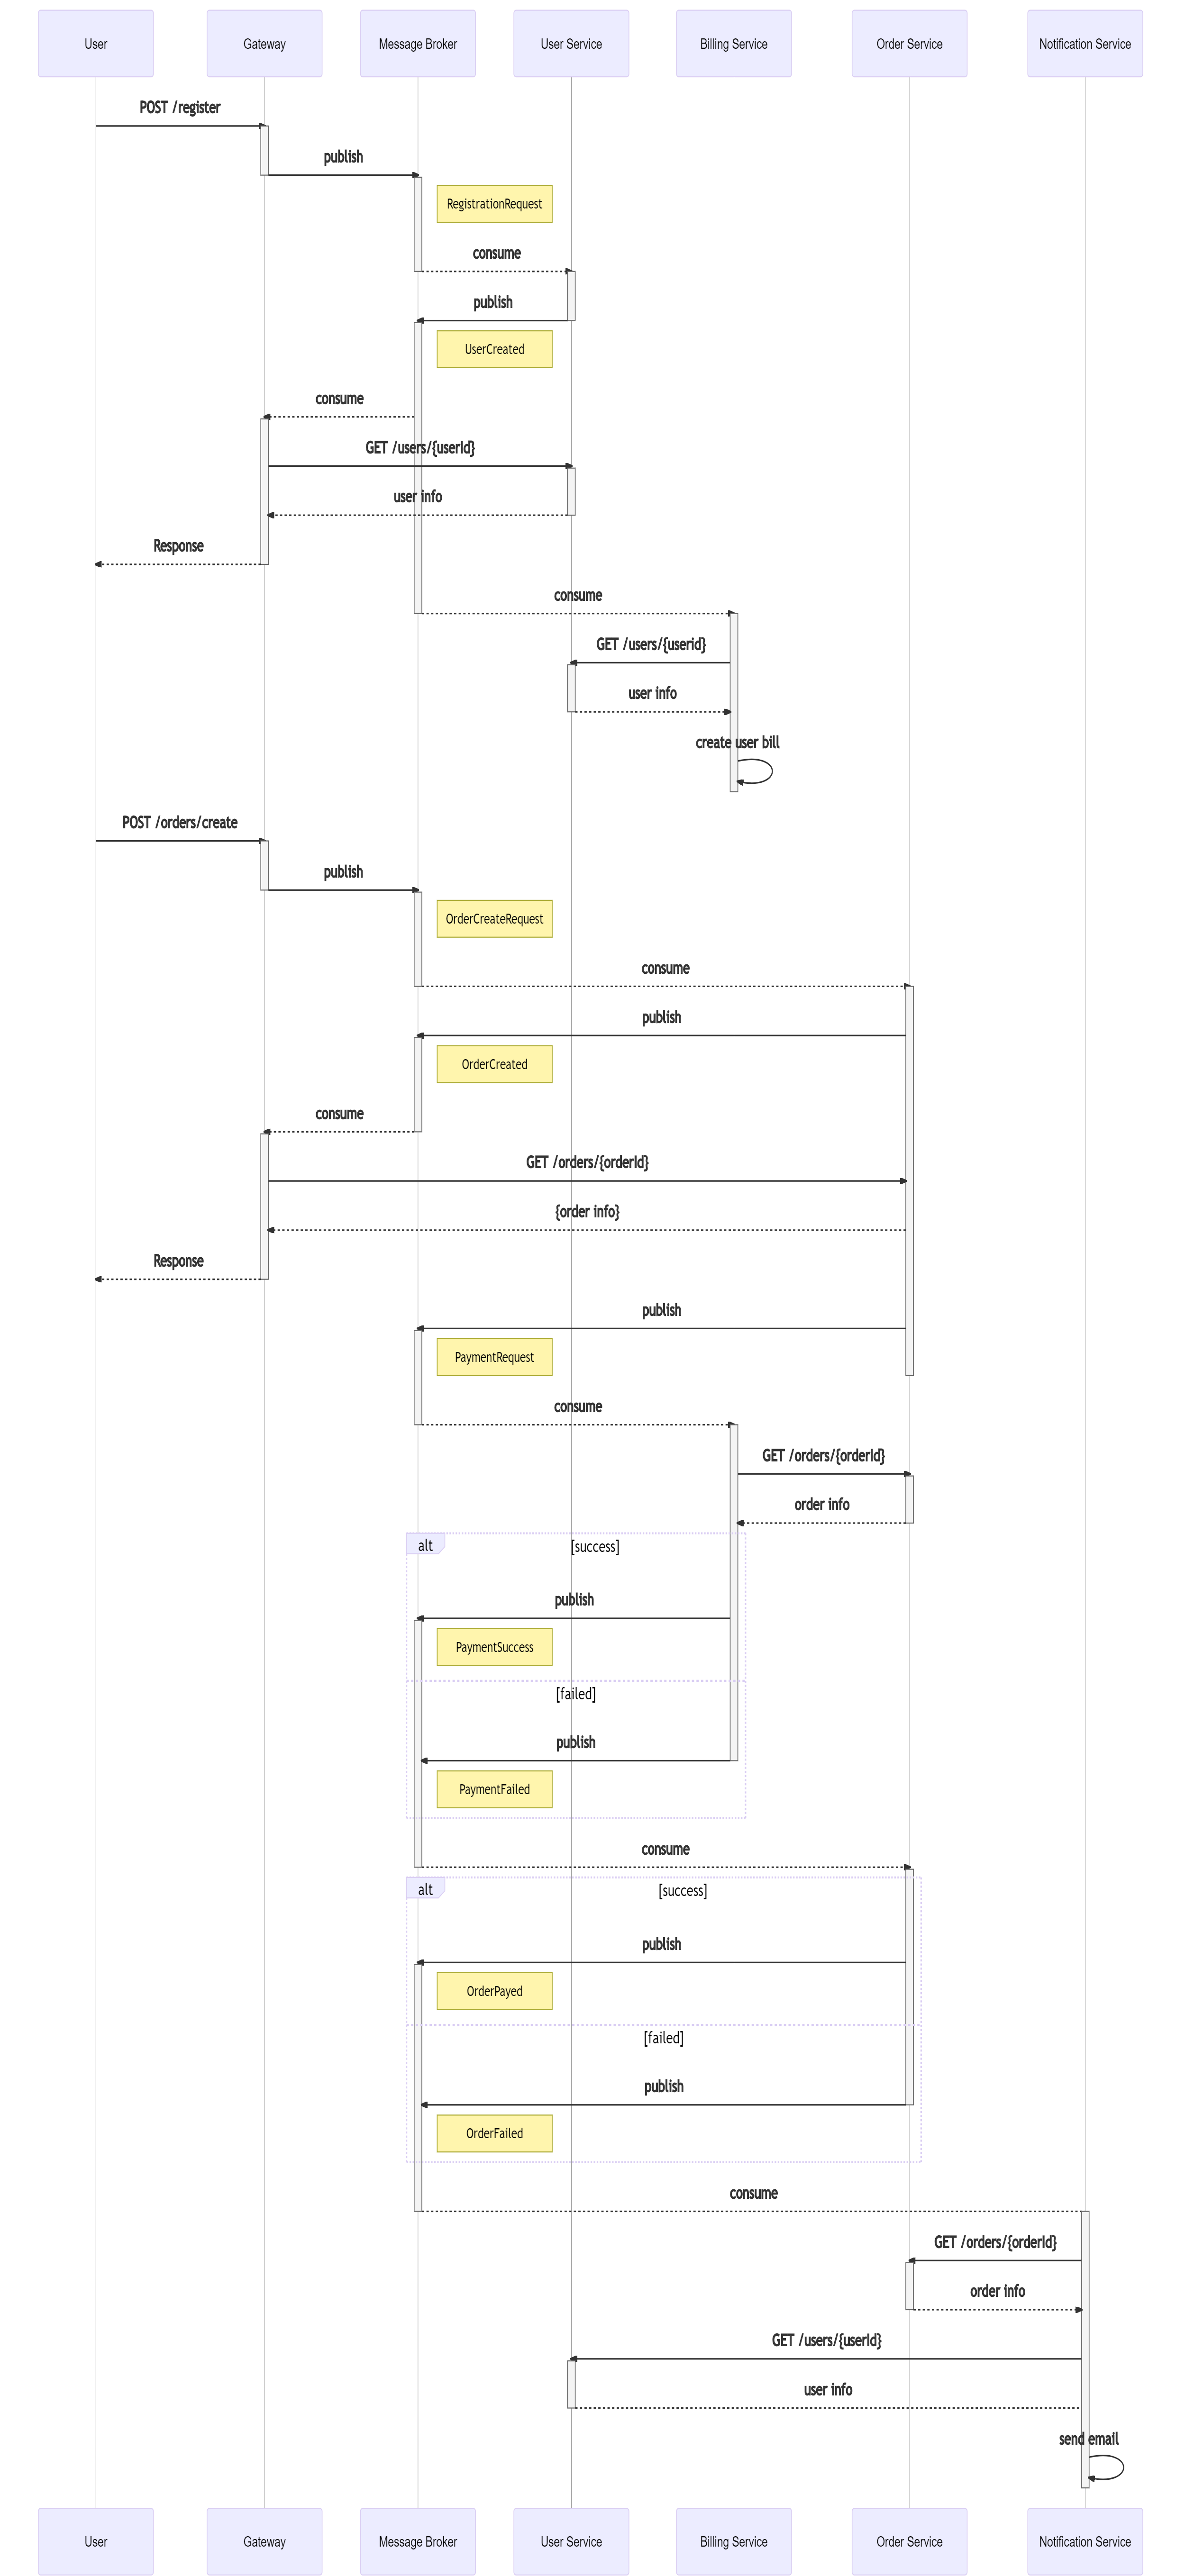 User
Gateway
Message Broker
User Service
Billing Service
Order Service
Notification Service
POST /register
publish
RegistrationRequest
consume
publish
UserCreated
consume
GET /users/{userId}
user info
Response
consume
GET /users/{userid}
user info
create user bill
POST /orders/create
publish
OrderCreateRequest
consume
publish
OrderCreated
consume
GET /orders/{orderId}
{order info}
Response
publish
PaymentRequest
consume
GET /orders/{orderId}
order info
alt
[success]
publish
PaymentSuccess
[failed]
publish
PaymentFailed
consume
alt
[success]
publish
OrderPayed
[failed]
publish
OrderFailed
consume
GET /orders/{orderId}
order info
GET /users/{userId}
user info
send email
User
Gateway
Message Broker
User Service
Billing Service
Order Service
Notification Service